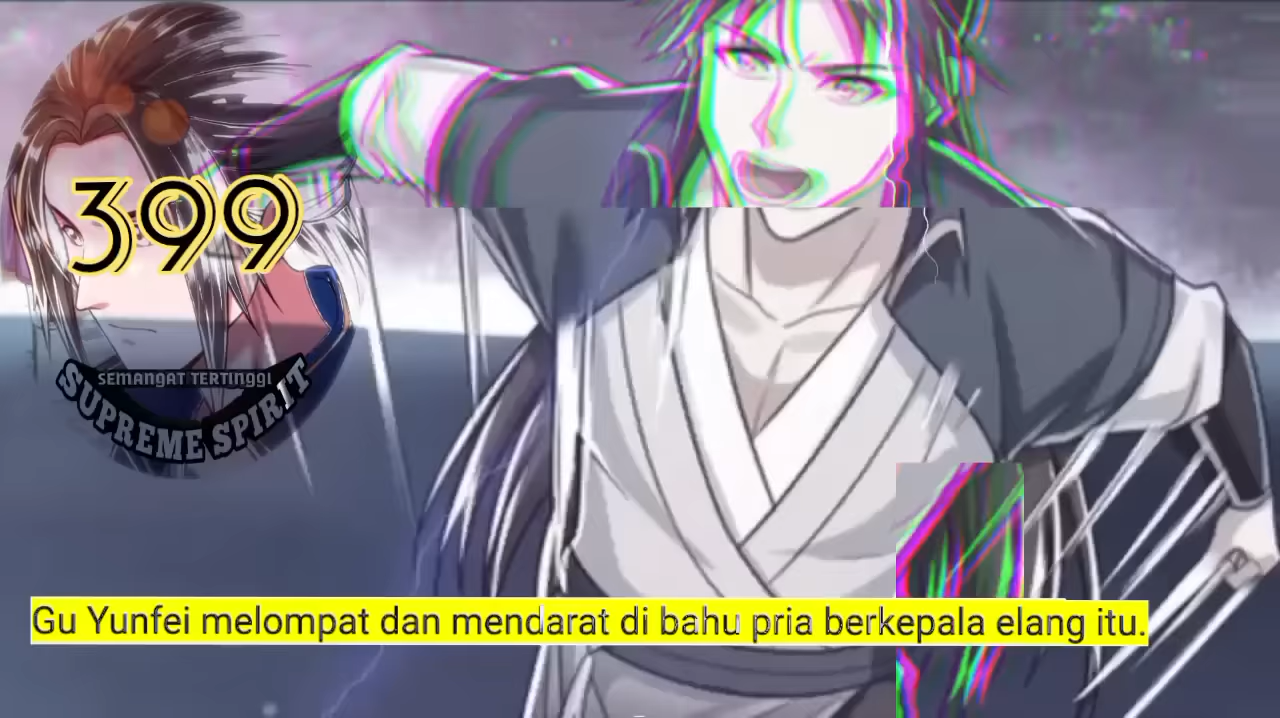 399
SEMANGAT TERTINGGI
SUPREME SPIRIT
Gu Yunfei melompat dan mendarat di bahu pria berkepala elang itu.